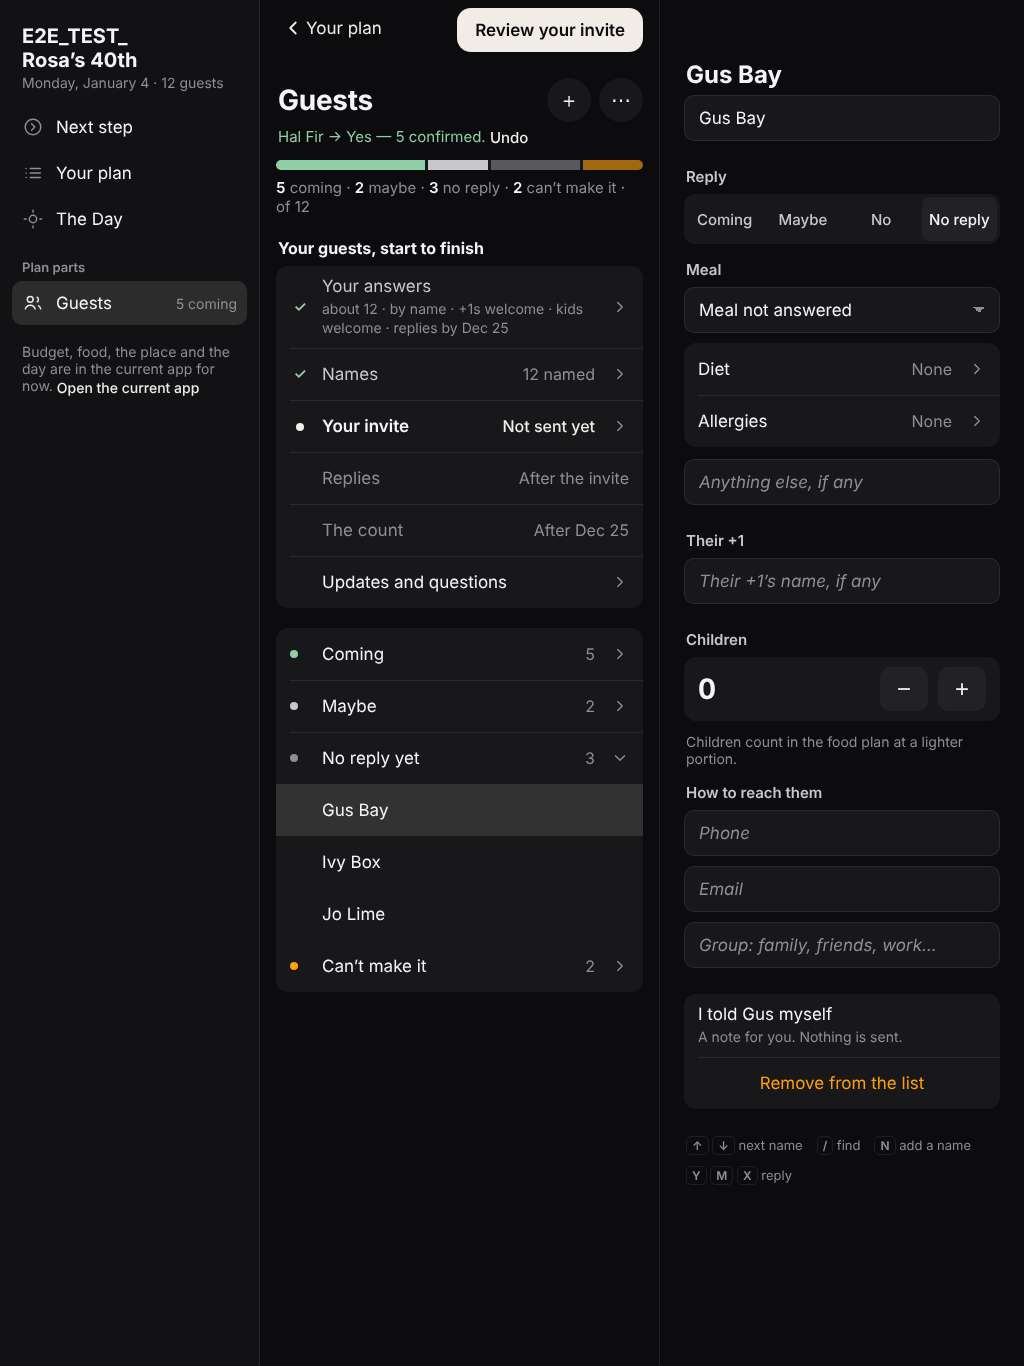 E2E_TEST_
Rosa’s 40th
Monday, January 4 · 12 guests
Next step
Your plan
The Day
Plan parts
Guests 5 coming
Budget, food, the place and the
day are in the current app for
now. Open the current app
Your plan
Review your invite
Guests
+ ···
Hal Fir → Yes — 5 confirmed. Undo
5 coming · 2 maybe · 3 no reply · 2 can’t make it ·
of 12
Your guests, start to finish
Your answers
about 12 · by name · +1s welcome · kids
welcome · replies by Dec 25
Names 12 named
Your invite Not sent yet
Replies After the invite
The count After Dec 25
Updates and questions
Coming 5
Maybe 2
No reply yet 3
Gus Bay
Ivy Box
Jo Lime
Can’t make it 2
Gus Bay
Gus Bay
Reply
Coming Maybe No No reply
Meal
Meal not answered
Diet None
Allergies None
Anything else, if any
Their +1
Their +1’s name, if any
Children
0 − +
Children count in the food plan at a lighter
portion.
How to reach them
Phone
Email
Group: family, friends, work…
I told Gus myself
A note for you. Nothing is sent.
Remove from the list
↑ ↓ next name / find N add a name
Y M X reply